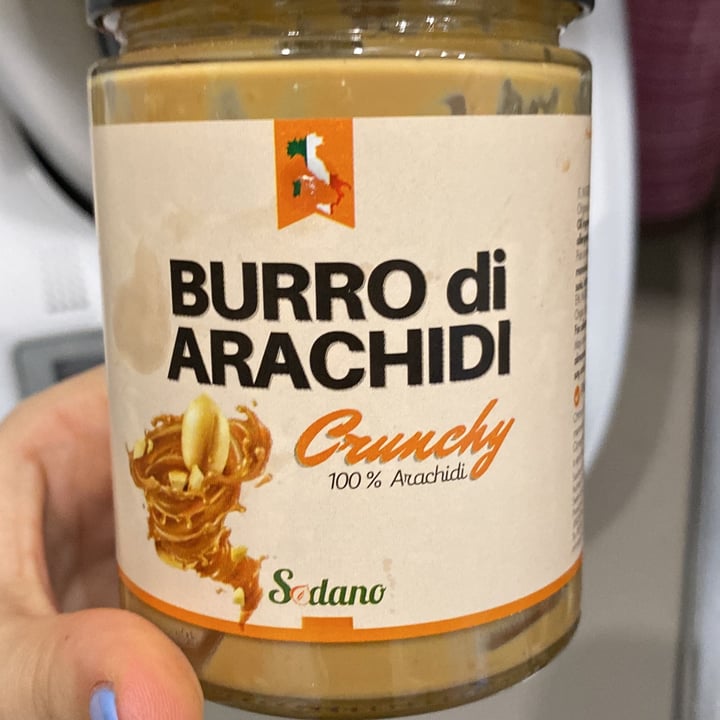 BURRO di
ARACHIDI
Crunchy
100% Arachidi
Sodano